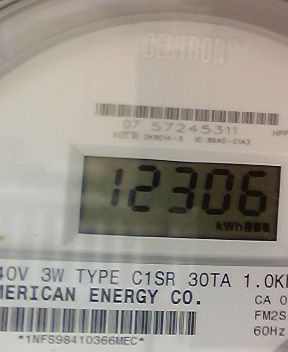 CENTRON®
07 57245311
12306
kWh
40V 3W TYPE C1SR 30TA 1.0K
MERICAN ENERGY CO.
CA 0
FM2S
60Hz
*1NFS98410366MEC*